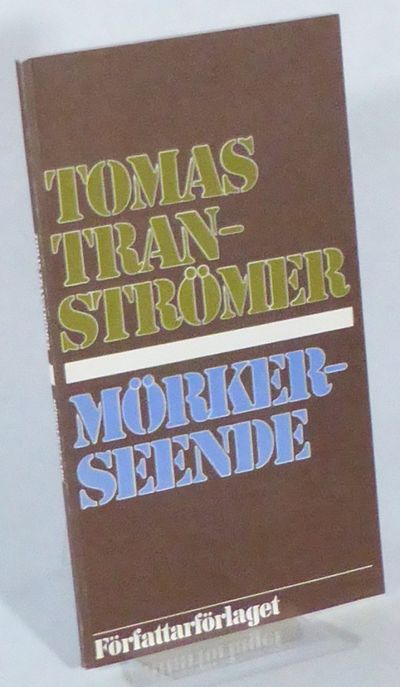 TOMAS
TRAN-
STRÖMER
MÖRKER-
SEENDE
Författarförlaget